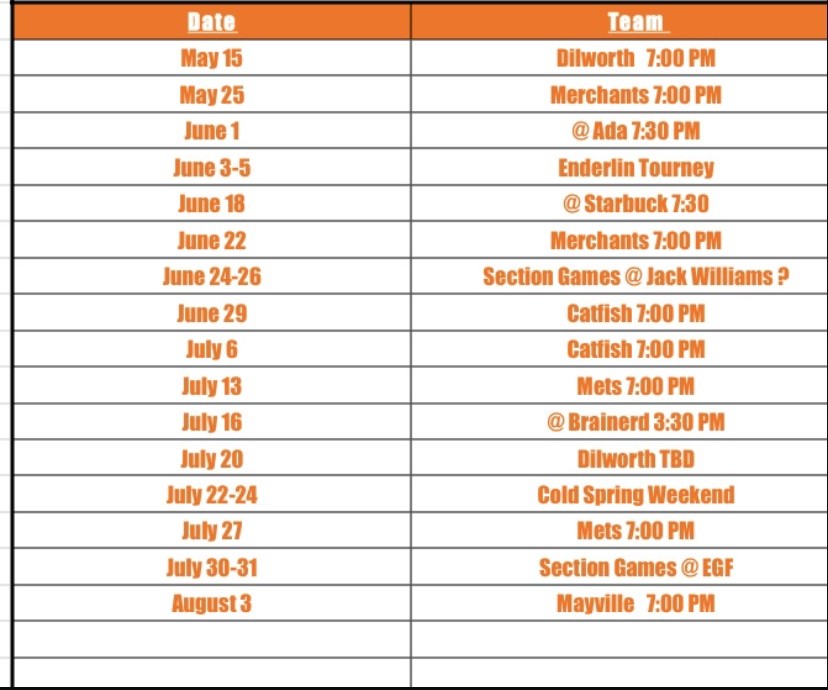 Date Team
May 15 Dilworth 7:00 PM
May 25 Merchants 7:00 PM
June 1 @ Ada 7:30 PM
June 3-5 Enderlin Tourney
June 18 @ Starbuck 7:30
June 22 Merchants 7:00 PM
June 24-26 Section Games @ Jack Williams ?
June 29 Catfish 7:00 PM
July 6 Catfish 7:00 PM
July 13 Mets 7:00 PM
July 16 @ Brainerd 3:30 PM
July 20 Dilworth TBD
July 22-24 Cold Spring Weekend
July 27 Mets 7:00 PM
July 30-31 Section Games @ EGF
August 3 Mayville 7:00 PM